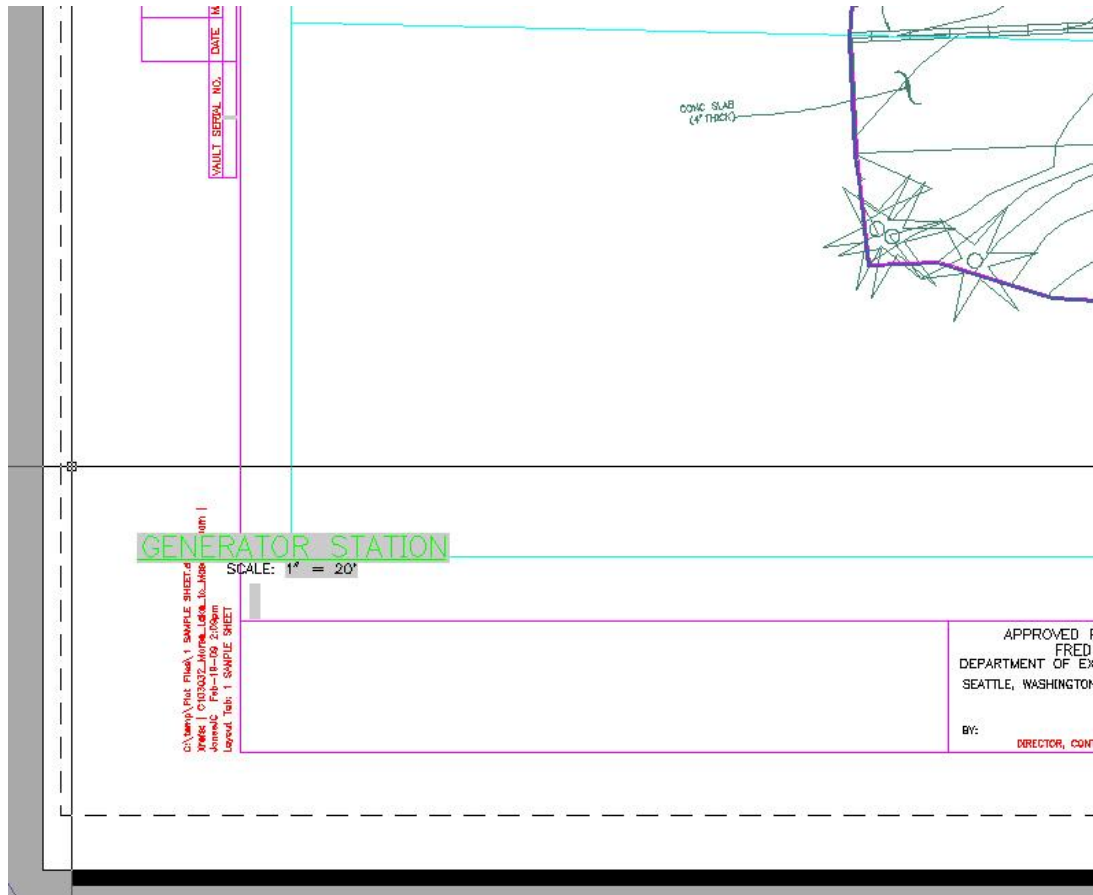 DATE
VAULT SERIAL NO.
CONC SLAB
(4" THICK)
GENERATOR STATION
SCALE: 1" = 20'
C:\temp\Plot Files\1 SAMPLE SHEET.d
Xrefs: |
JonesJC Feb-18-09 2:09pm
Layout Tab: 1 SAMPLE SHEET
APPROVED
FRED
DEPARTMENT OF EX
SEATTLE, WASHINGTON
BY:
DIRECTOR, CONT